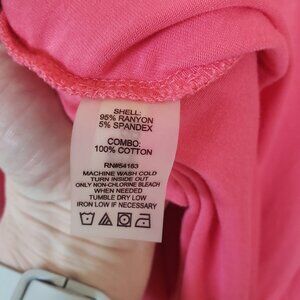 SHELL:
95% RANYON
5% SPANDEX
COMBO:
100% COTTON
RN#54163
MACHINE WASH COLD
TURN INSIDE OUT
ONLY NON-CHLORINE BLEACH
WHEN NEEDED
TUMBLE DRY LOW
IRON LOW IF NECESSARY